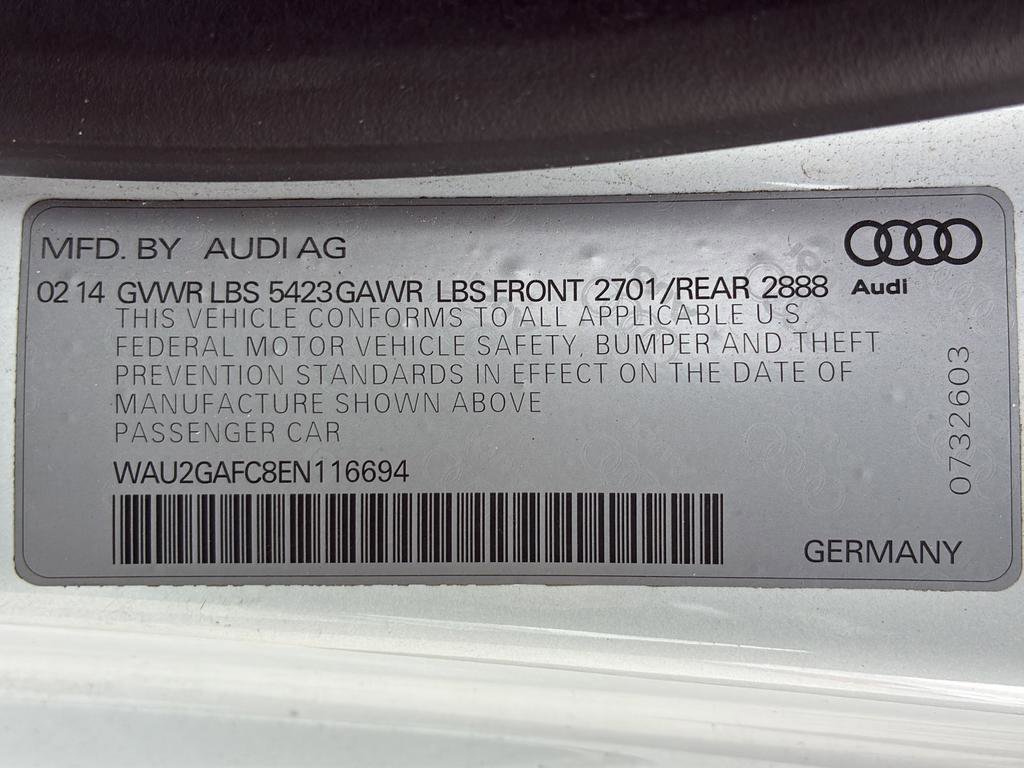 MFD. BY AUDI AG
02 14 GVWR LBS 5423GAWR LBS FRONT 2701/REAR 2888
Audi
THIS VEHICLE CONFORMS TO ALL APPLICABLE U.S.
FEDERAL MOTOR VEHICLE SAFETY, BUMPER AND THEFT
PREVENTION STANDARDS IN EFFECT ON THE DATE OF
MANUFACTURE SHOWN ABOVE
PASSENGER CAR
WAU2GAFC8EN116694
GERMANY
0732603